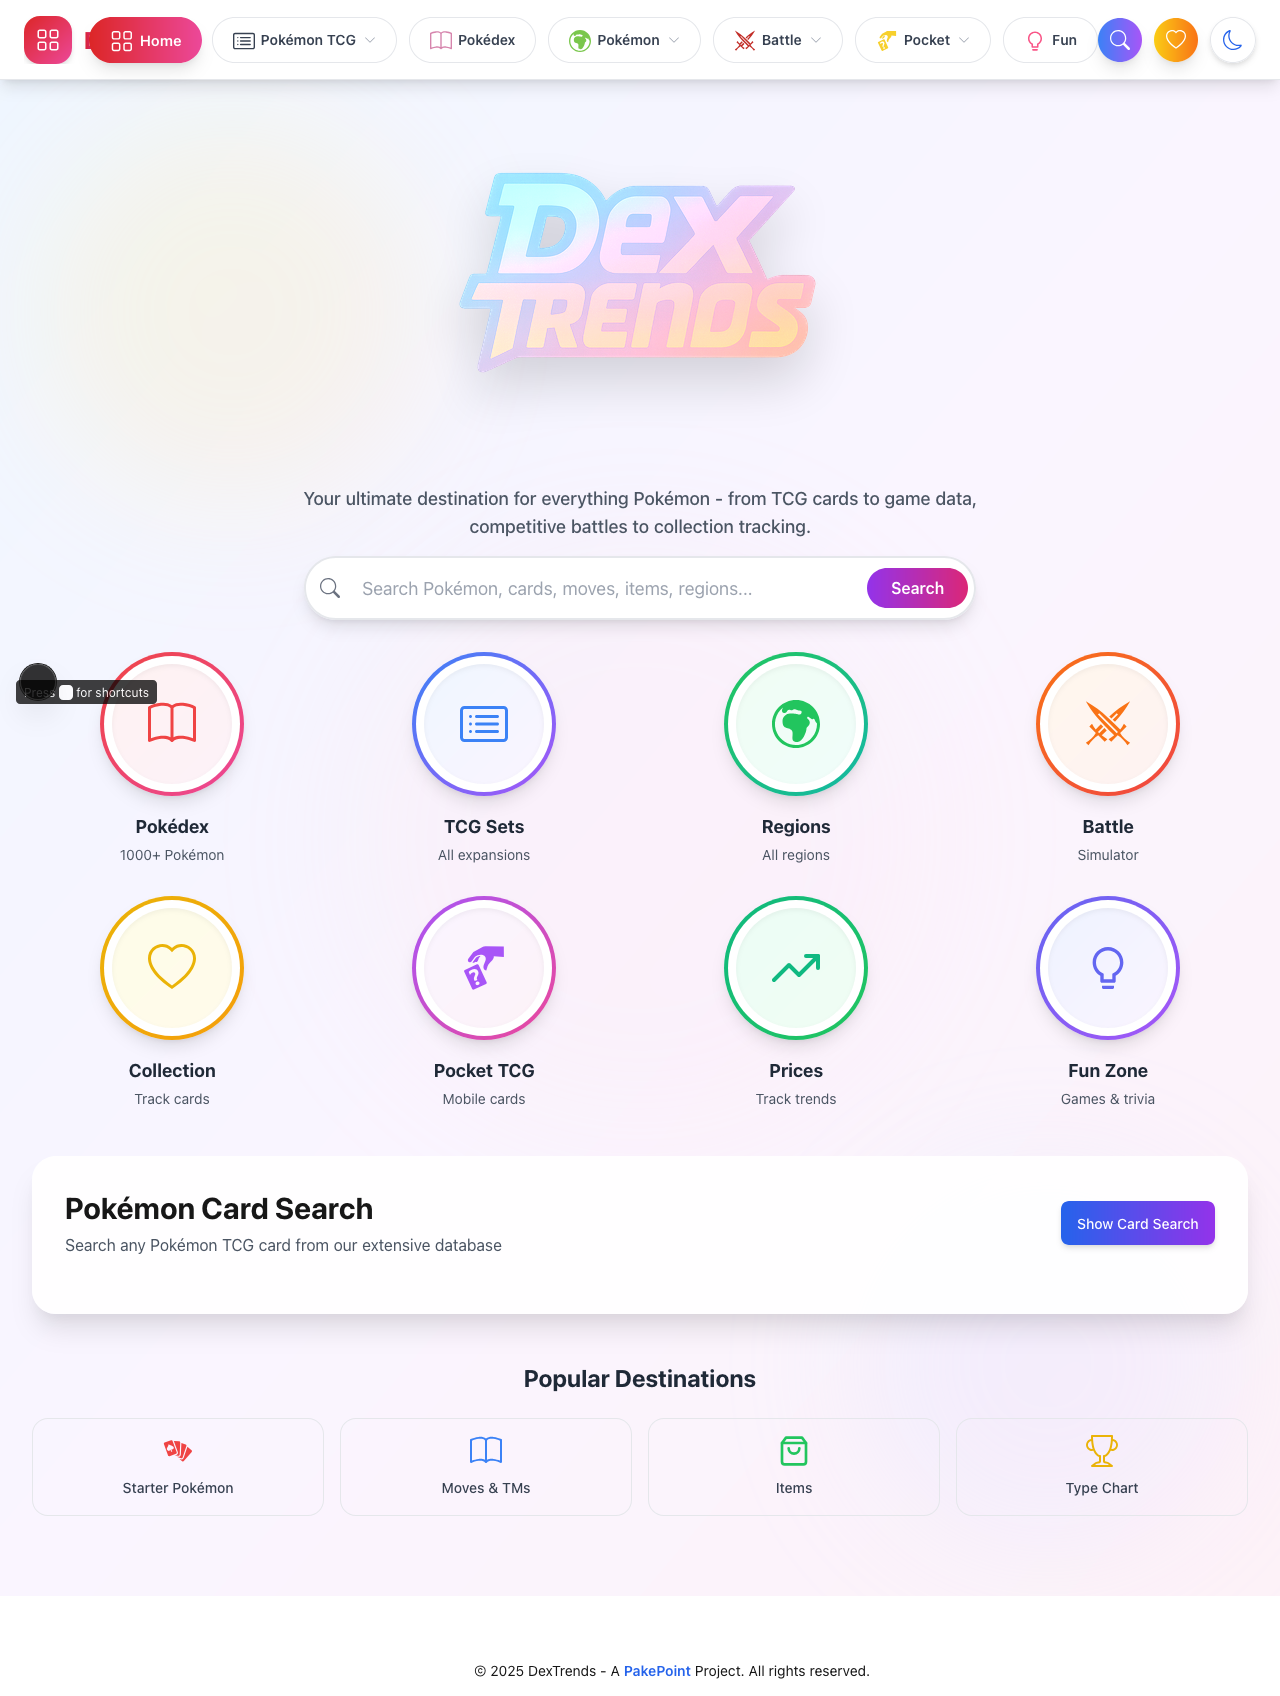 Home
Pokémon TCG
Pokédex
Pokémon
Battle
Pocket
Fun
Dex
Trends
Your ultimate destination for everything Pokémon - from TCG cards to game data,
competitive battles to collection tracking.
Search Pokémon, cards, moves, items, regions...
Search
Press for shortcuts
Pokédex
1000+ Pokémon
TCG Sets
All expansions
Regions
All regions
Battle
Simulator
Collection
Track cards
Pocket TCG
Mobile cards
Prices
Track trends
Fun Zone
Games & trivia
Pokémon Card Search
Search any Pokémon TCG card from our extensive database
Show Card Search
Popular Destinations
Starter Pokémon
Moves & TMs
Items
Type Chart
© 2025 DexTrends - A PakePoint Project. All rights reserved.